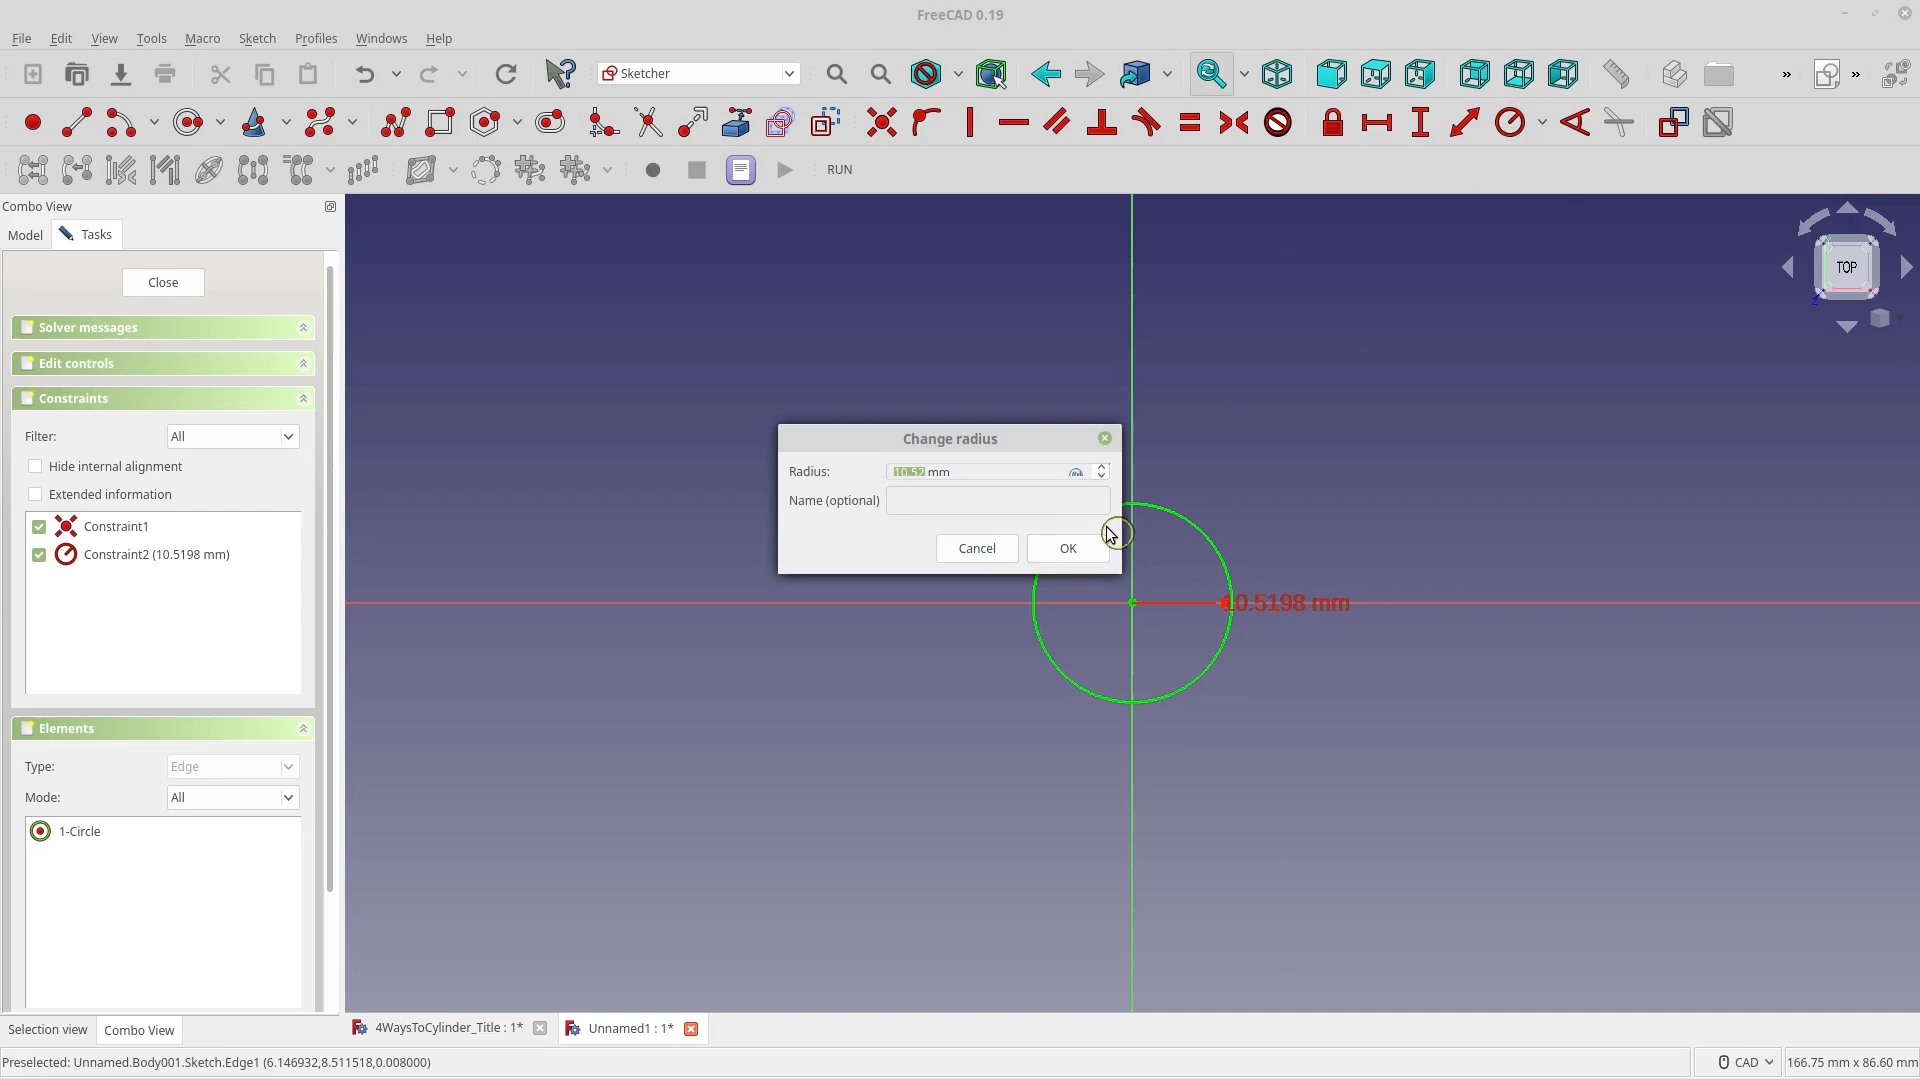 FreeCAD 0.19
File Edit View Tools Macro Sketch Profiles Windows Help
Sketcher
» »
RUN
Combo View
Model Tasks
Close
Solver messages
Edit controls
Constraints
Filter: All
Hide internal alignment
Extended information
Constraint1
Constraint2 (10.5198 mm)
Elements
Type: Edge
Mode: All
1-Circle
TOP
Z
Change radius
Radius: 10.52 mm
Name (optional)
Cancel OK
10.5198 mm
Selection view Combo View
4WaysToCylinder_Title : 1* Unnamed1 : 1*
Preselected: Unnamed.Body001.Sketch.Edge1 (6.146932,8.511518,0.008000)
CAD 166.75 mm x 86.60 mm